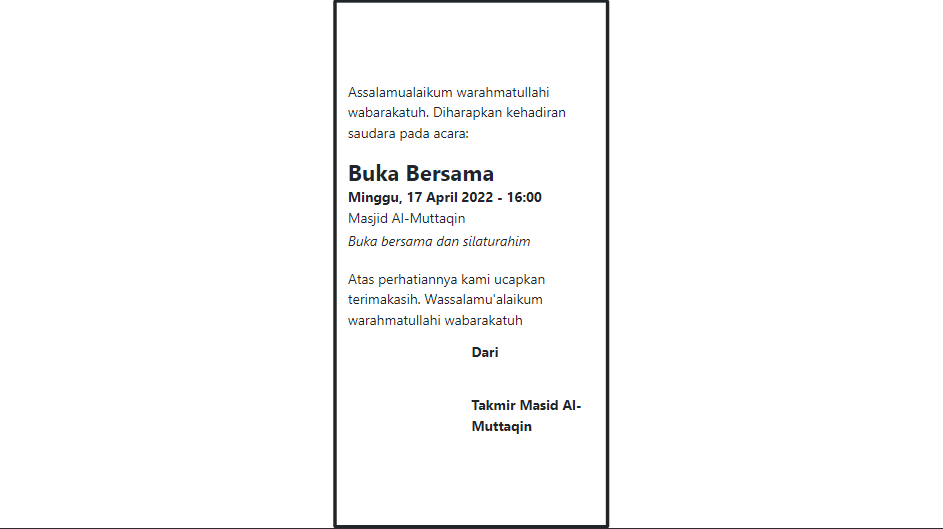 Assalamualaikum warahmatullahi
wabarakatuh. Diharapkan kehadiran
saudara pada acara:
Buka Bersama
Minggu, 17 April 2022 - 16:00
Masjid Al-Muttaqin
Buka bersama dan silaturahim
Atas perhatiannya kami ucapkan
terimakasih. Wassalamu'alaikum
warahmatullahi wabarakatuh
Dari
Takmir Masid Al-
Muttaqin